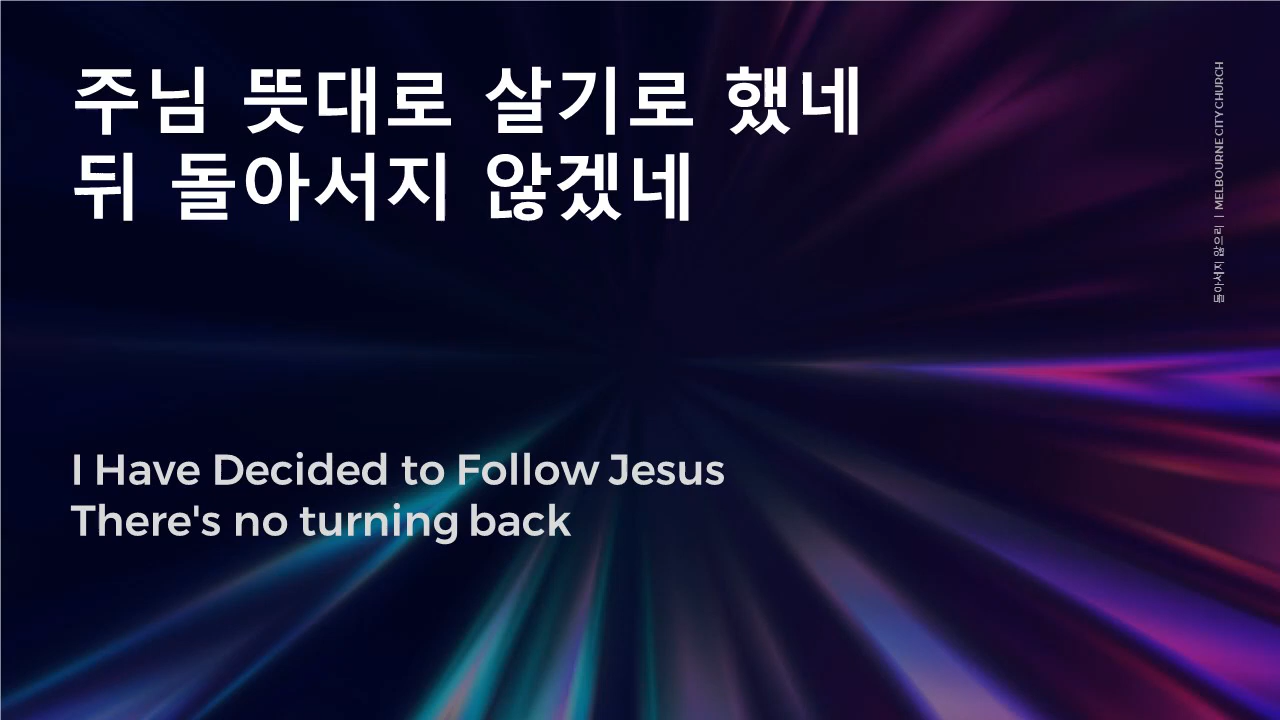 주님 뜻대로 살기로 했네
뒤 돌아서지 않겠네
I Have Decided to Follow Jesus
There's no turning back
돌아서지 않으리 | MELBOURNE CITY CHURCH